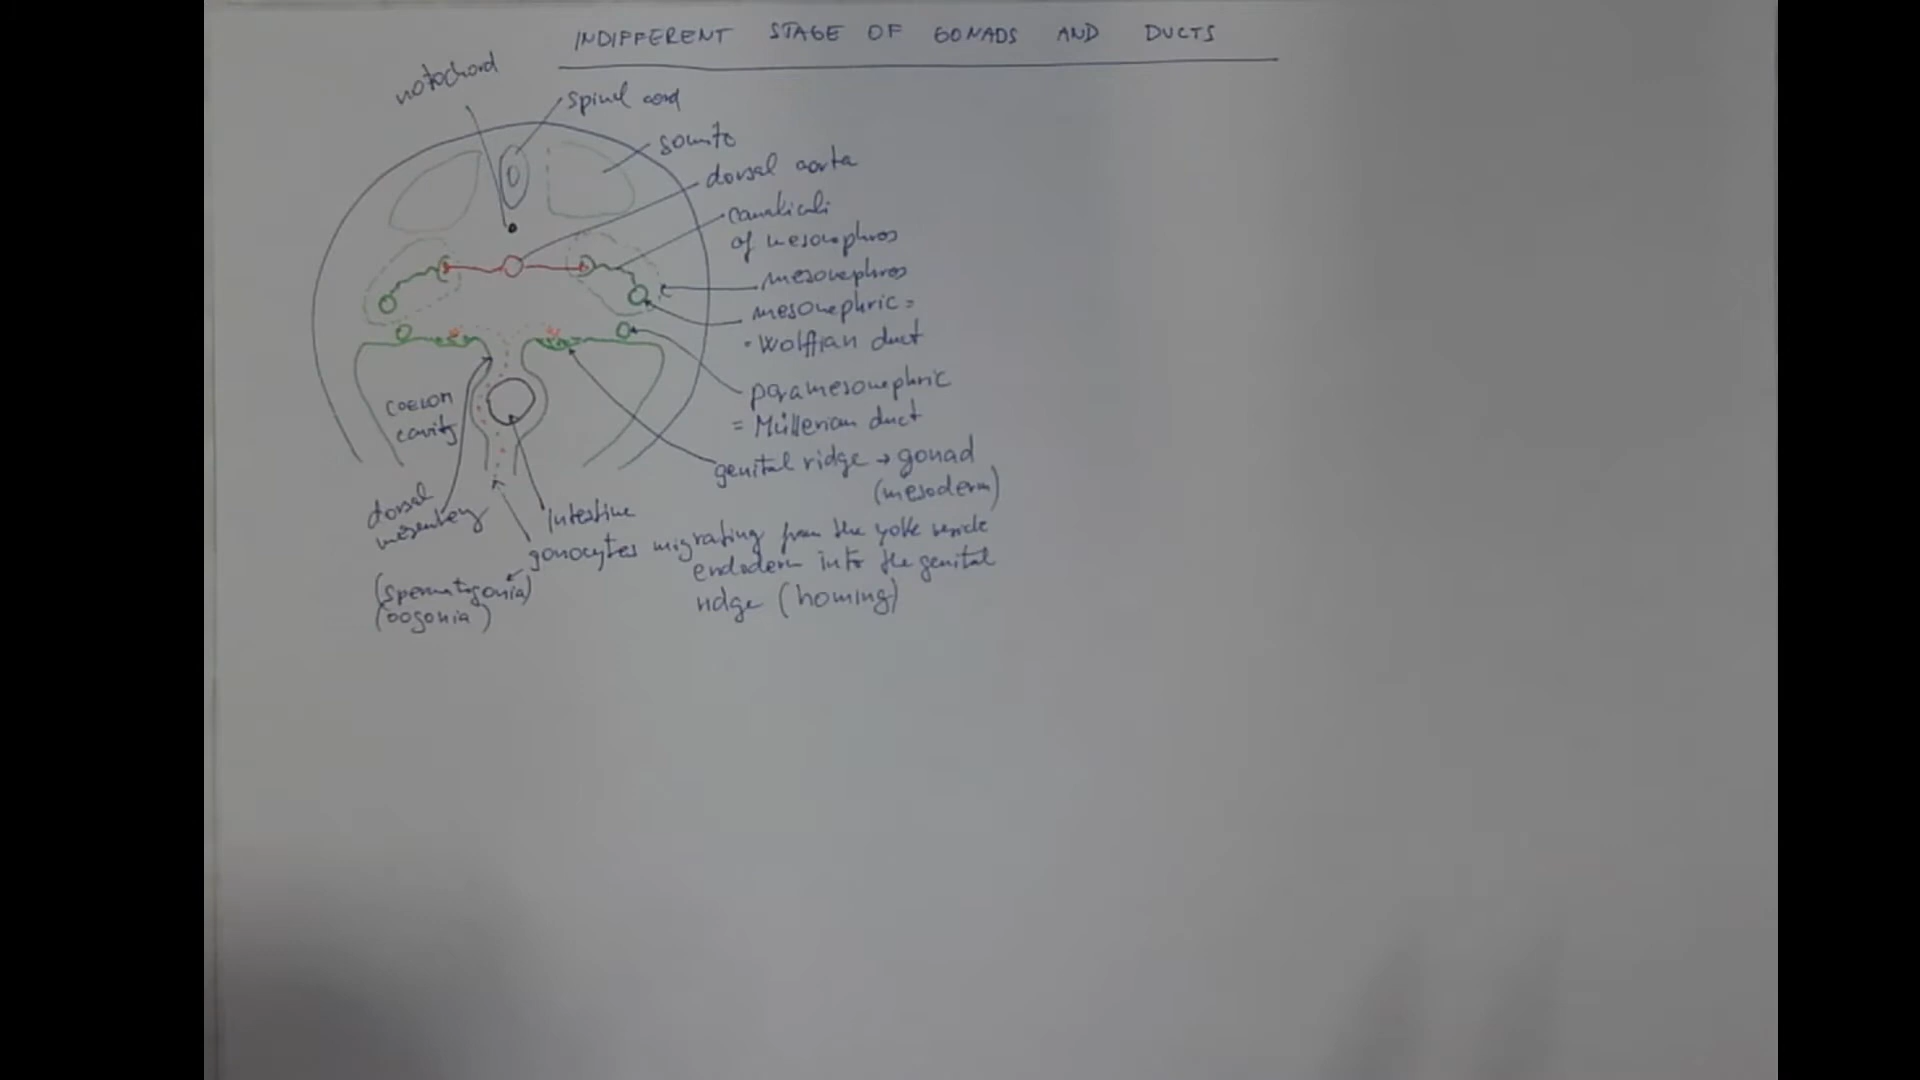 INDIFFERENT STAGE OF GONADS AND DUCTS
notochord
spinal cord
somite
dorsal aorta
canaliculi
of mesonephros
mesonephros
mesonephric =
= Wolffian duct
paramesonephric
= Müllerian duct
genital ridge → gonad
(mesoderm)
coelom
cavity
dorsal
mesentery
Intestine
gonocytes migrating from the yolk vesicle
endoderm into the genital
ridge (homing)
(spermatogonia)
(oogonia)